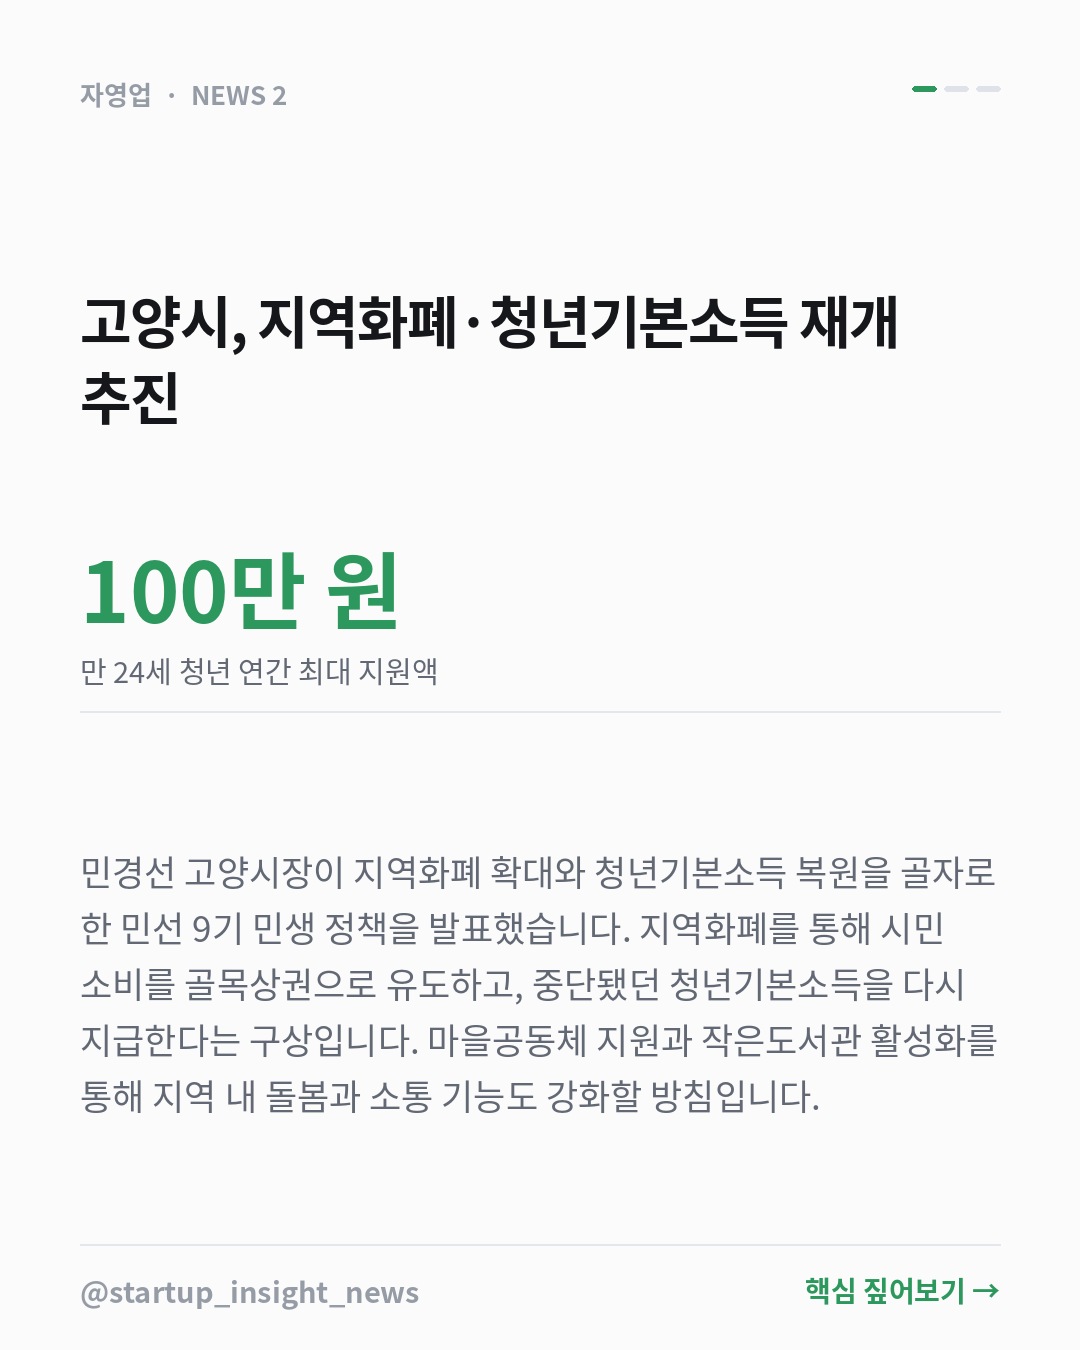 자영업 · NEWS 2
고양시, 지역화폐·청년기본소득 재개
추진
100만 원
만 24세 청년 연간 최대 지원액
민경선 고양시장이 지역화폐 확대와 청년기본소득 복원을 골자로
한 민선 9기 민생 정책을 발표했습니다. 지역화폐를 통해 시민
소비를 골목상권으로 유도하고, 중단됐던 청년기본소득을 다시
지급한다는 구상입니다. 마을공동체 지원과 작은도서관 활성화를
통해 지역 내 돌봄과 소통 기능도 강화할 방침입니다.
@startup_insight_news
핵심 짚어보기 →